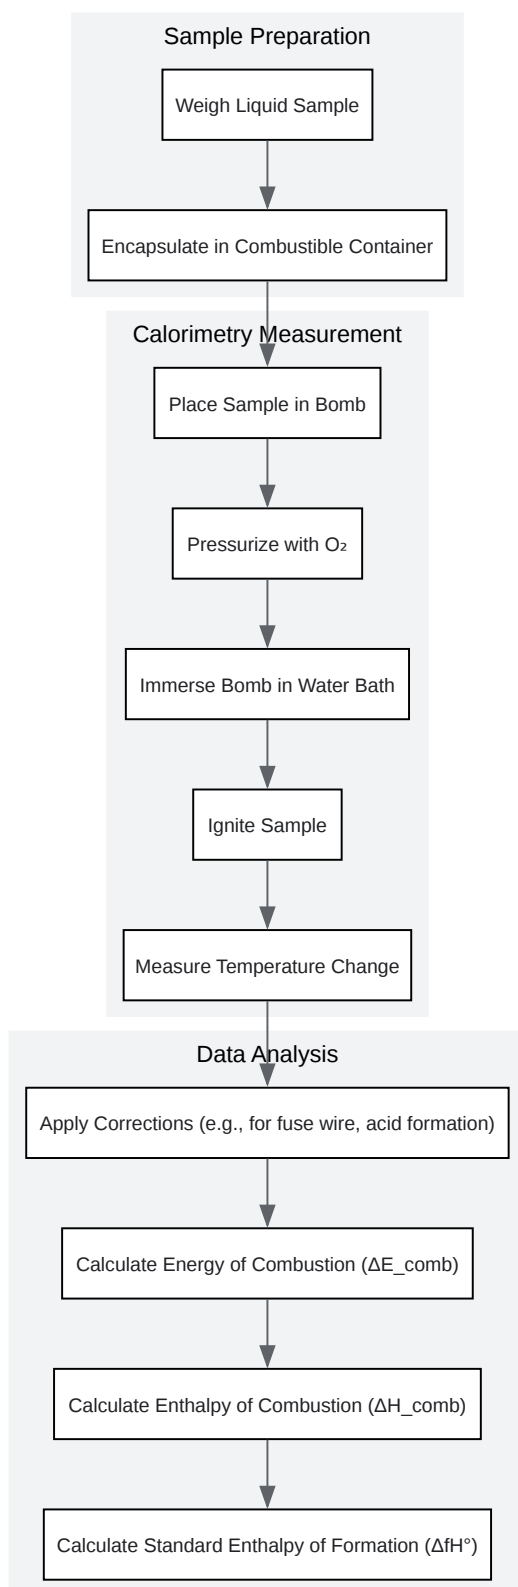 Sample Preparation
Weigh Liquid Sample
Encapsulate in Combustible Container
Calorimetry Measurement
Place Sample in Bomb
Pressurize with O₂
Immerse Bomb in Water Bath
Ignite Sample
Measure Temperature Change
Data Analysis
Apply Corrections (e.g., for fuse wire, acid formation)
Calculate Energy of Combustion (ΔE_comb)
Calculate Enthalpy of Combustion (ΔH_comb)
Calculate Standard Enthalpy of Formation (ΔfH°)